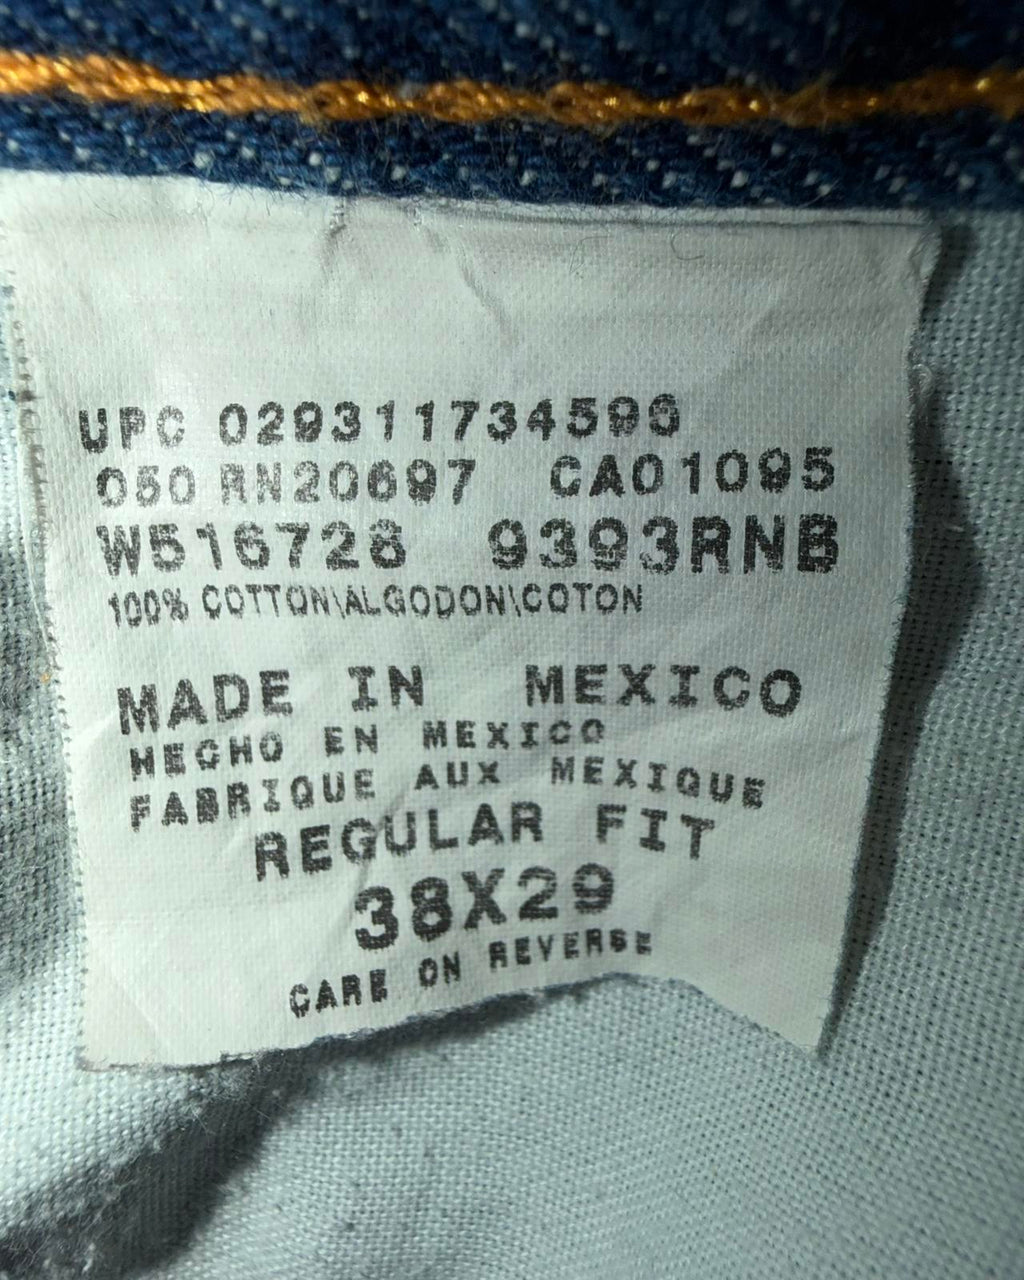 UPC 029311734596
050 RN20697 CA01095
W516728 9393RNB
100% COTTON\ALGODON\COTON
MADE IN MEXICO
HECHO EN MEXICO
FABRIQUE AUX MEXIQUE
REGULAR FIT
38X29
CARE ON REVERSE